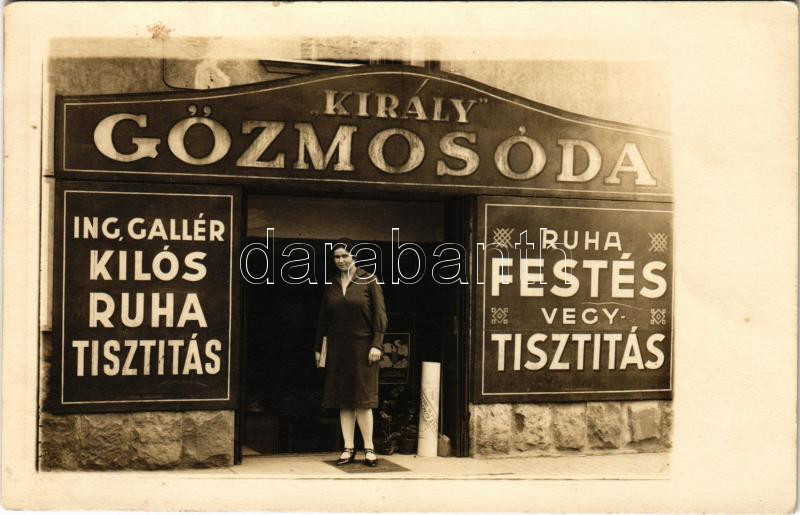 "KIRÁLY"
GŐZMOSÓDA
ING, GALLÉR
KILÓS
RUHA
TISZTITÁS
RUHA
FESTÉS
VEGY-
TISZTITÁS
darabanth